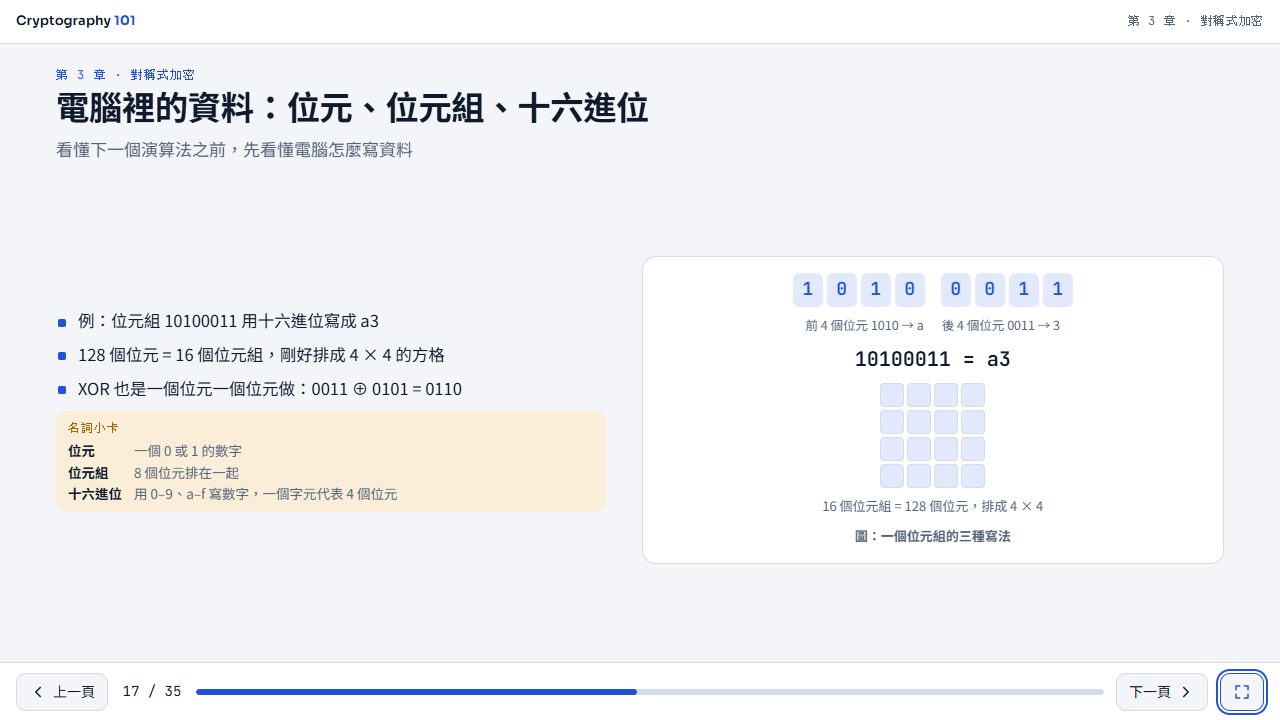 Cryptography 101
第 3 章 · 對稱式加密
第 3 章 · 對稱式加密
電腦裡的資料：位元、位元組、十六進位
看懂下一個演算法之前，先看懂電腦怎麼寫資料
例：位元組 10100011 用十六進位寫成 a3
128 個位元 = 16 個位元組，剛好排成 4 × 4 的方格
XOR 也是一個位元一個位元做：0011 ⊕ 0101 = 0110
名詞小卡
位元 一個 0 或 1 的數字
位元組 8 個位元排在一起
十六進位 用 0–9、a–f 寫數字，一個字元代表 4 個位元
1 0 1 0 0 0 1 1
前 4 個位元 1010 → a 後 4 個位元 0011 → 3
10100011 = a3
16 個位元組 = 128 個位元，排成 4 × 4
圖：一個位元組的三種寫法
上一頁 17 / 35 下一頁